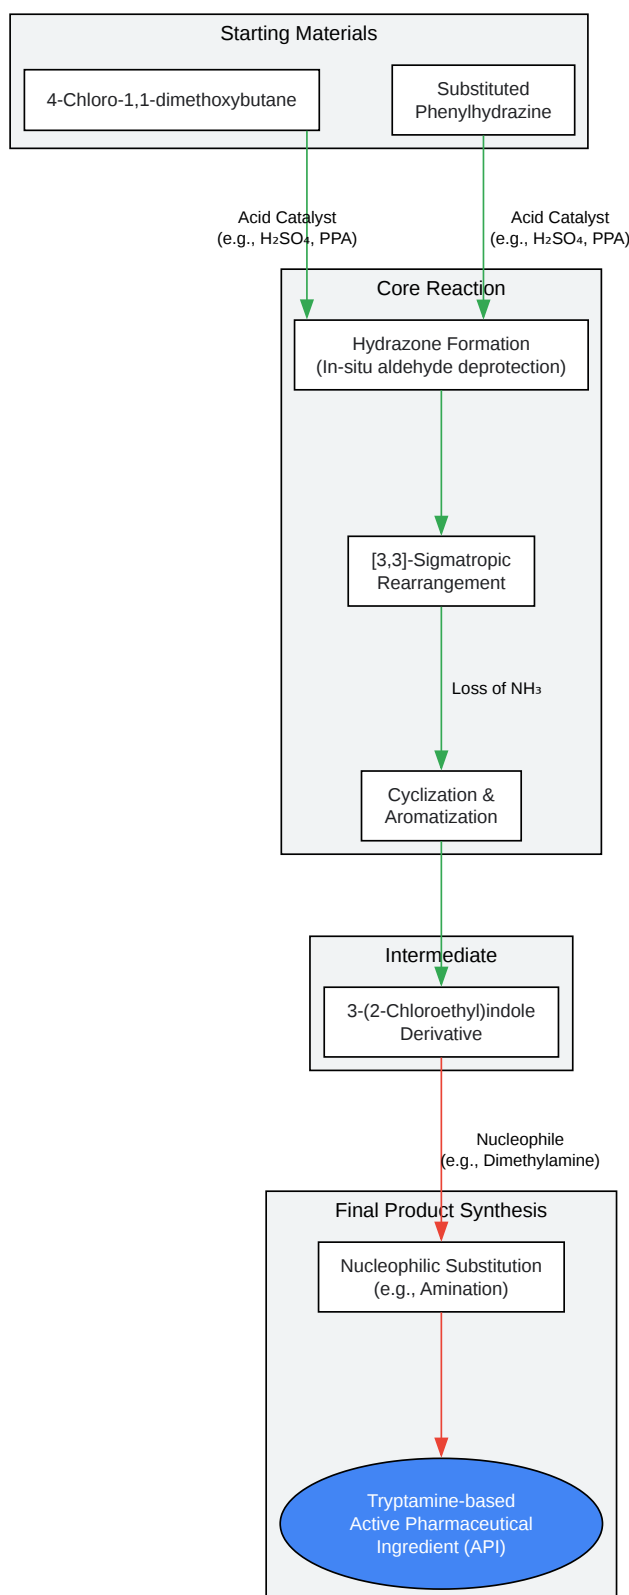 Starting Materials
4-Chloro-1,1-dimethoxybutane
Substituted
Phenylhydrazine
Acid Catalyst
(e.g., H₂SO₄, PPA)
Acid Catalyst
(e.g., H₂SO₄, PPA)
Core Reaction
Hydrazone Formation
(In-situ aldehyde deprotection)
[3,3]-Sigmatropic
Rearrangement
Loss of NH₃
Cyclization &
Aromatization
Intermediate
3-(2-Chloroethyl)indole
Derivative
Nucleophile
(e.g., Dimethylamine)
Final Product Synthesis
Nucleophilic Substitution
(e.g., Amination)
Tryptamine-based
Active Pharmaceutical
Ingredient (API)